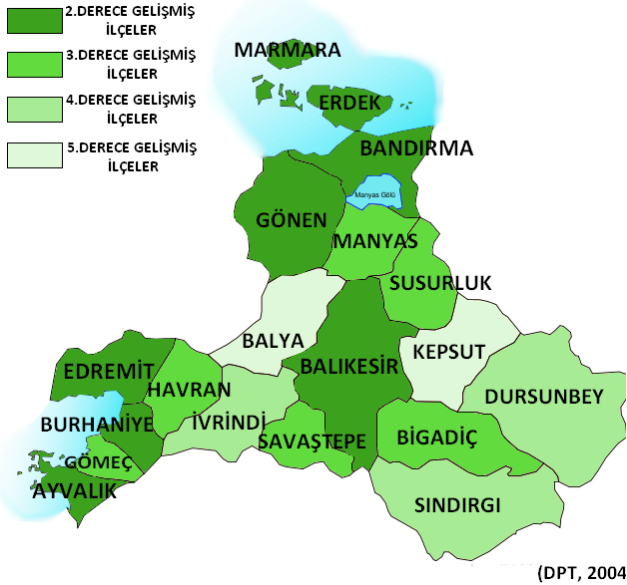 2.DERECE GELİŞMİŞ
İLÇELER
3.DERECE GELİŞMİŞ
İLÇELER
4.DERECE GELİŞMİŞ
İLÇELER
5.DERECE GELİŞMİŞ
İLÇELER
MARMARA
ERDEK
BANDIRMA
Manyas Gölü
GÖNEN
MANYAS
SUSURLUK
BALYA
KEPSUT
BALIKESİR
EDREMİT
HAVRAN
DURSUNBEY
BURHANİYE
İVRİNDİ
SAVAŞTEPE
BİGADİÇ
GÖMEÇ
AYVALIK
SINDIRGI
(DPT, 2004